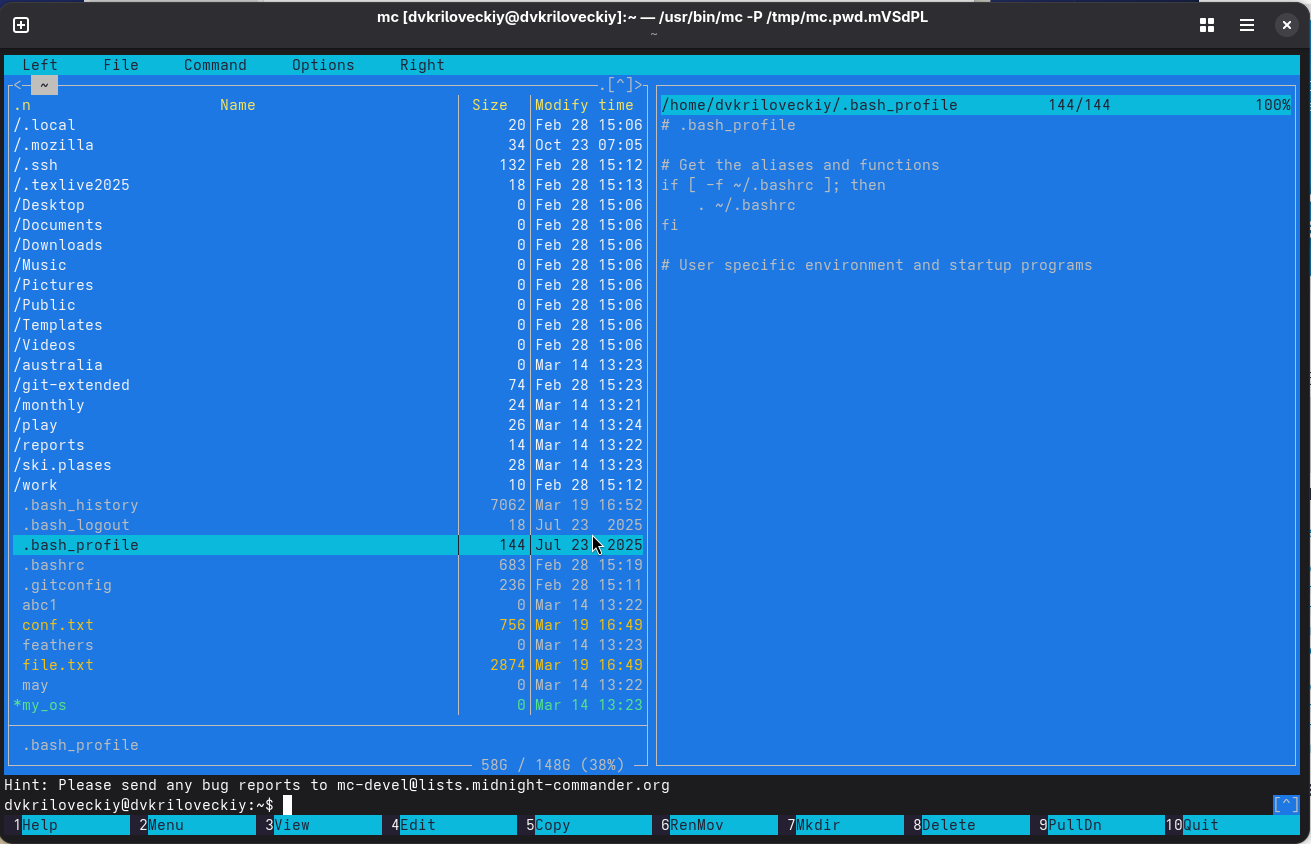 mc [dvkriloveckiy@dvkriloveckiy]:~ — /usr/bin/mc -P /tmp/mc.pwd.mVSdPL
~
Left File Command Options Right
<─ ~ .[^]>
.n Name Size Modify time
/.local 20 Feb 28 15:06
/.mozilla 34 Oct 23 07:05
/.ssh 132 Feb 28 15:12
/.texlive2025 18 Feb 28 15:13
/Desktop 0 Feb 28 15:06
/Documents 0 Feb 28 15:06
/Downloads 0 Feb 28 15:06
/Music 0 Feb 28 15:06
/Pictures 0 Feb 28 15:06
/Public 0 Feb 28 15:06
/Templates 0 Feb 28 15:06
/Videos 0 Feb 28 15:06
/australia 0 Mar 14 13:23
/git-extended 74 Feb 28 15:23
/monthly 24 Mar 14 13:21
/play 26 Mar 14 13:24
/reports 14 Mar 14 13:22
/ski.plases 28 Mar 14 13:23
/work 10 Feb 28 15:12
.bash_history 7062 Mar 19 16:52
.bash_logout 18 Jul 23 2025
.bash_profile 144 Jul 23 2025
.bashrc 683 Feb 28 15:19
.gitconfig 236 Feb 28 15:11
abc1 0 Mar 14 13:22
conf.txt 756 Mar 19 16:49
feathers 0 Mar 14 13:23
file.txt 2874 Mar 19 16:49
may 0 Mar 14 13:22
*my_os 0 Mar 14 13:23
.bash_profile
58G / 148G (38%)
/home/dvkriloveckiy/.bash_profile 144/144 100%
# .bash_profile
# Get the aliases and functions
if [ -f ~/.bashrc ]; then
. ~/.bashrc
fi
# User specific environment and startup programs
Hint: Please send any bug reports to mc-devel@lists.midnight-commander.org
dvkriloveckiy@dvkriloveckiy:~$ [^]
1Help 2Menu 3View 4Edit 5Copy 6RenMov 7Mkdir 8Delete 9PullDn 10Quit